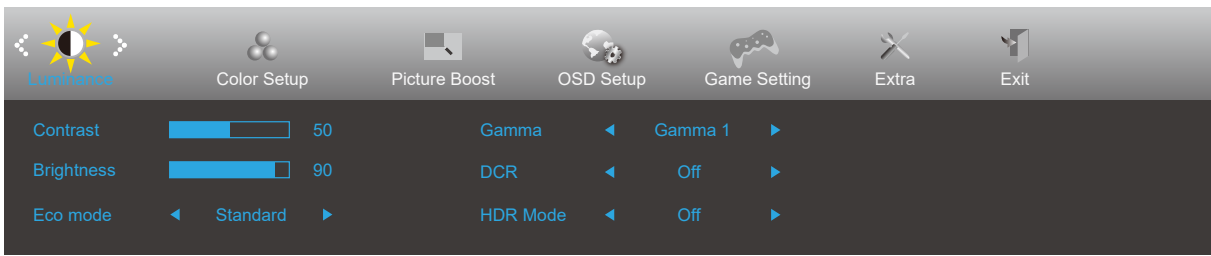 Luminance Color Setup Picture Boost OSD Setup Game Setting Extra Exit
Contrast 50 Gamma Gamma 1
Brightness 90 DCR Off
Eco mode Standard HDR Mode Off